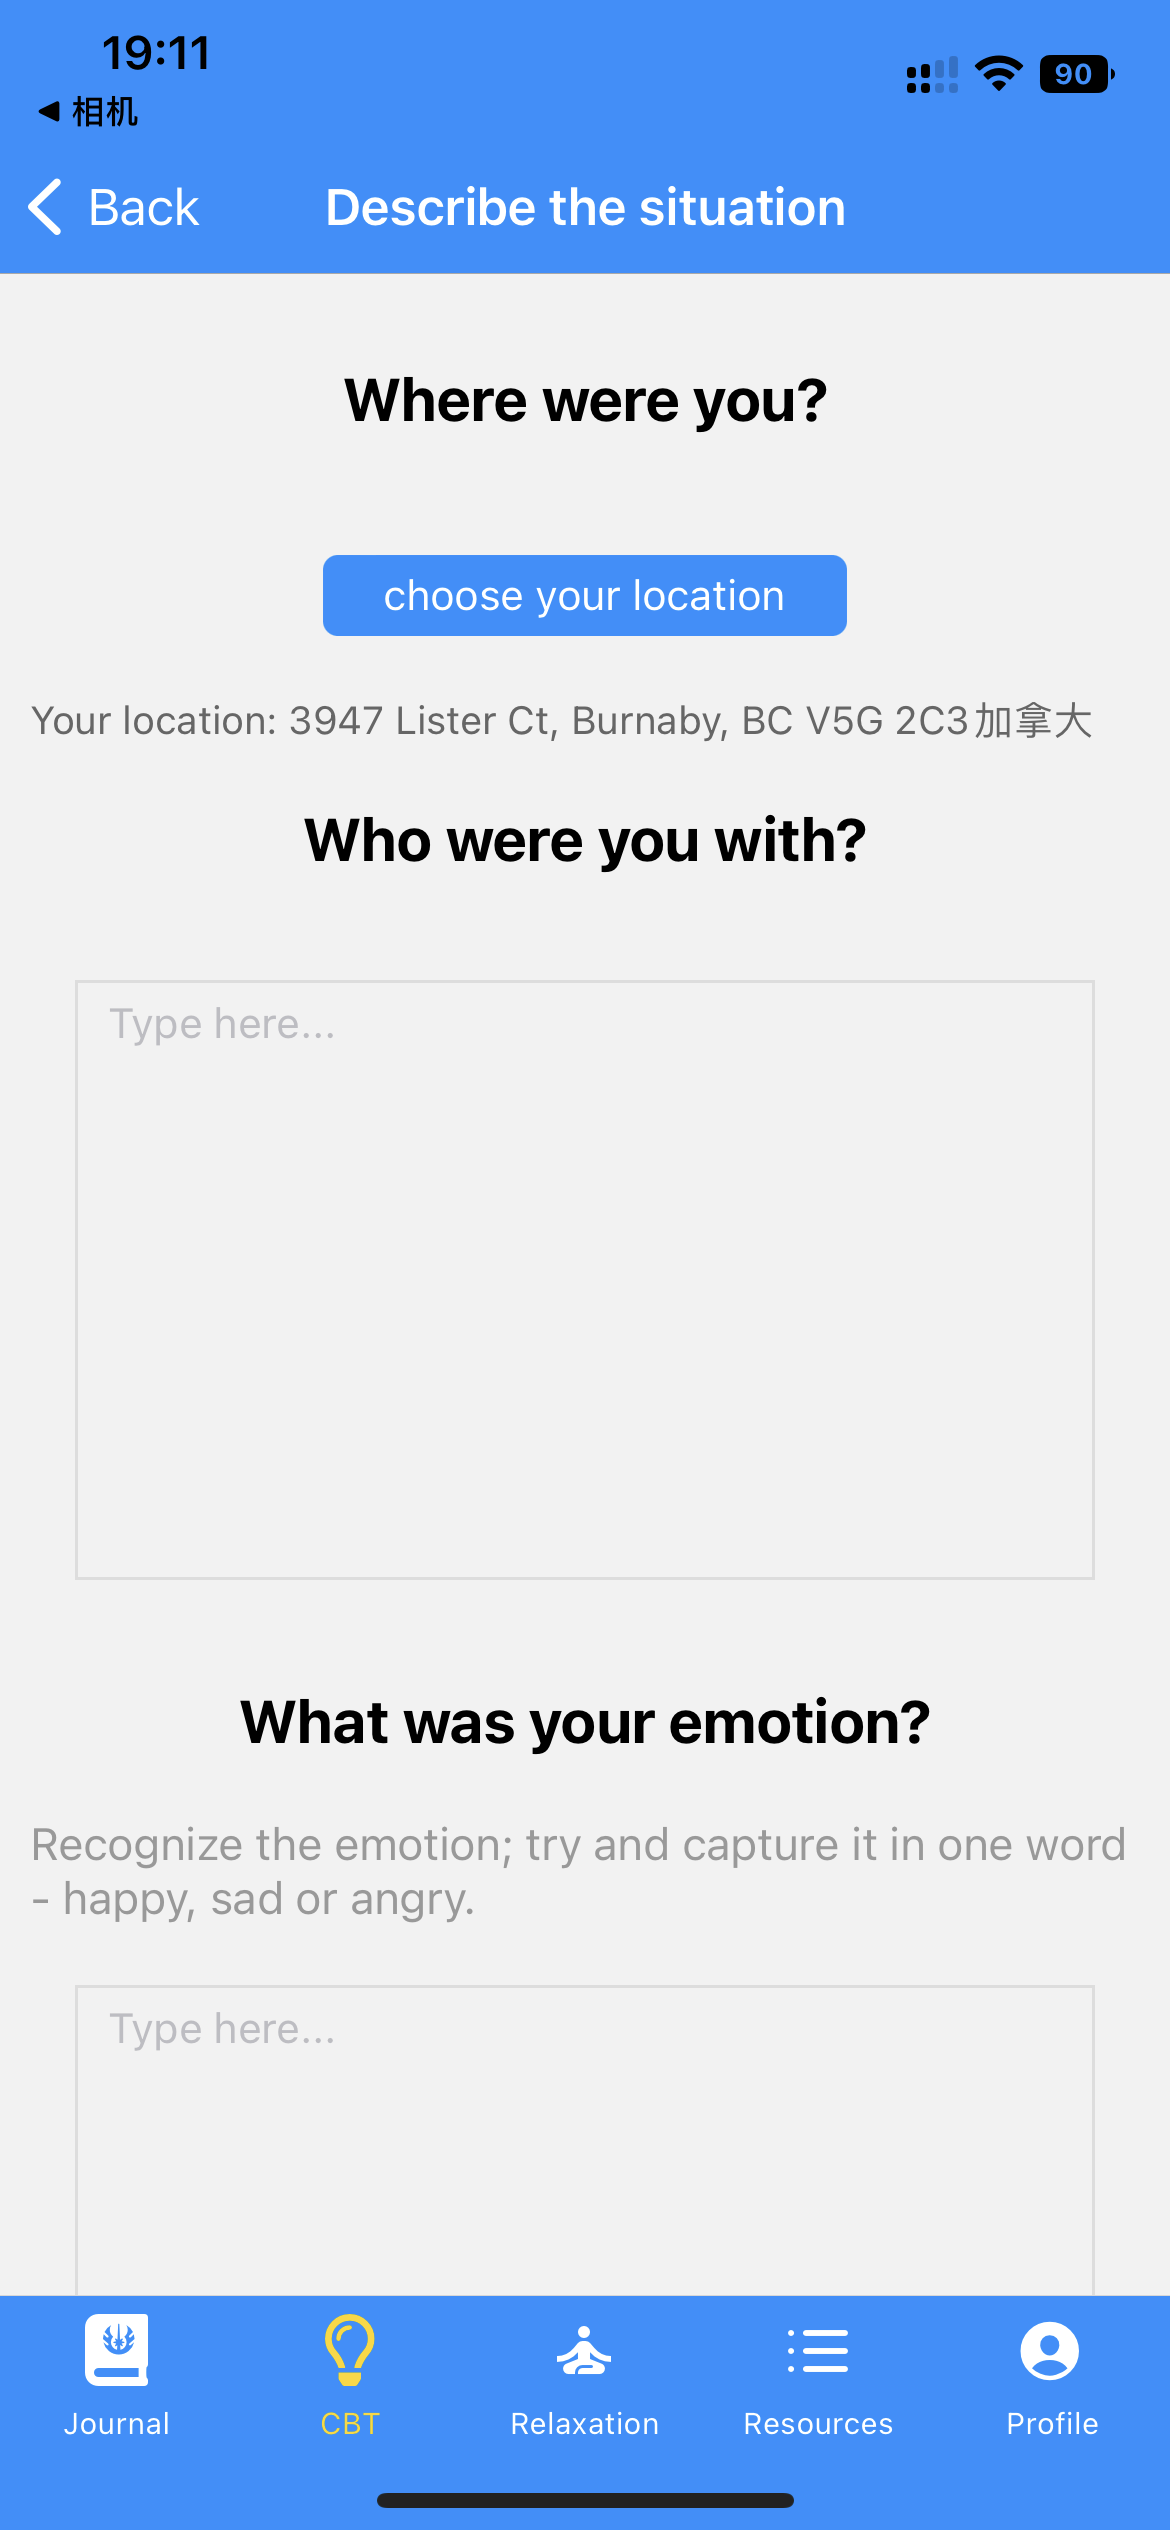 19:11
90
◀ 相机
Back
Describe the situation
Where were you?
choose your location
Your location: 3947 Lister Ct, Burnaby, BC V5G 2C3加拿大
Who were you with?
Type here...
What was your emotion?
Recognize the emotion; try and capture it in one word
- happy, sad or angry.
Type here...
Journal
CBT
Relaxation
Resources
Profile